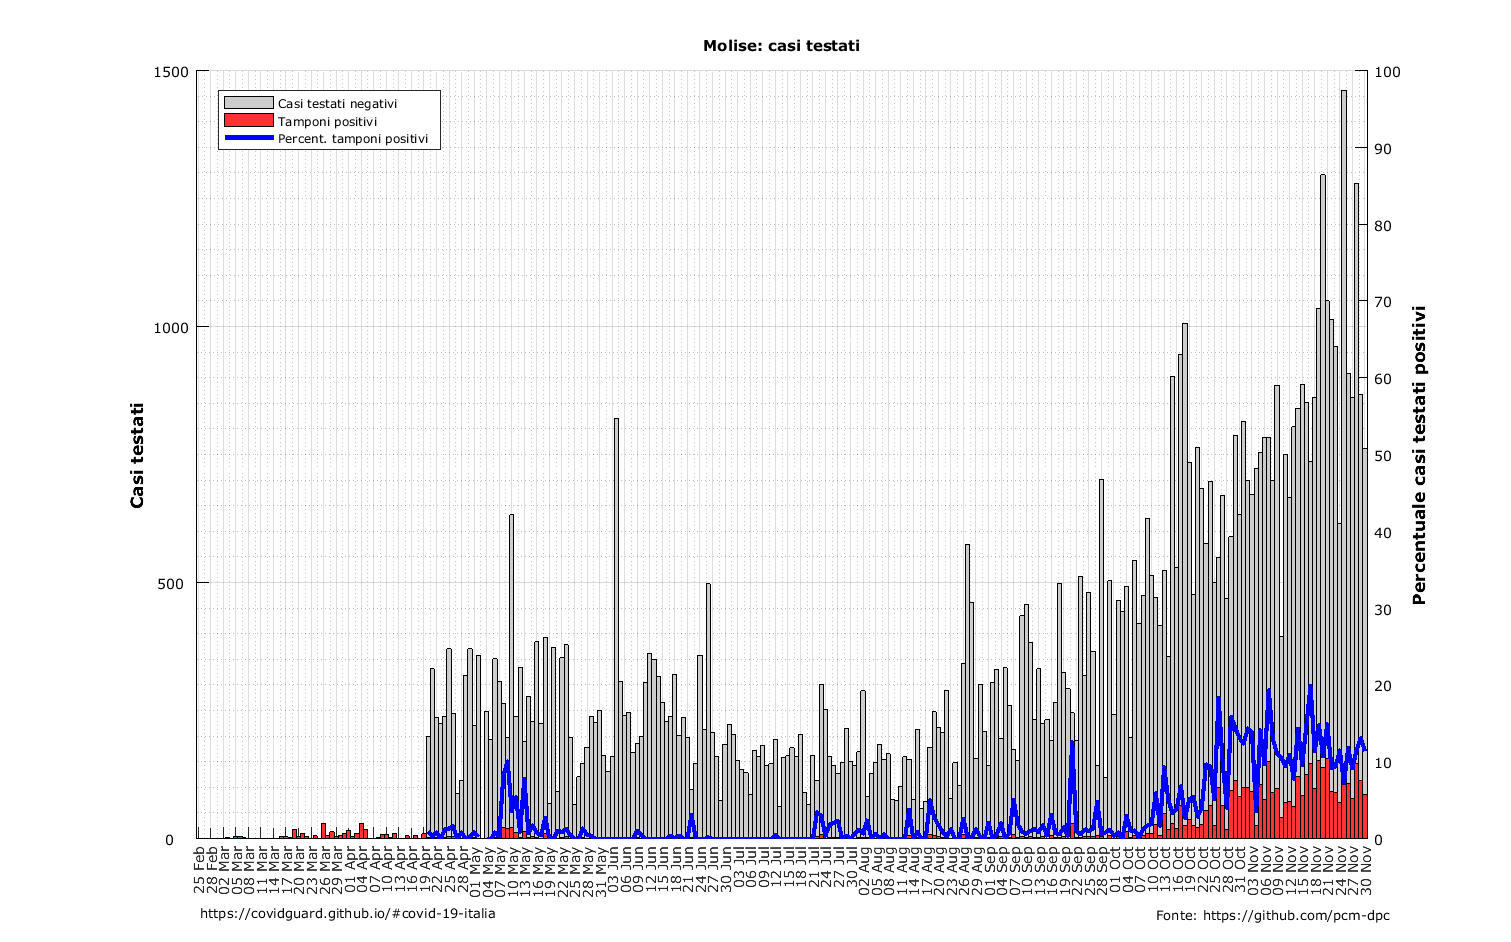 Molise: casi testati
1500
1000
500
0
Casi testati
Casi testati negativi
Tamponi positivi
Percent. tamponi positivi
100
90
80
70
60
50
40
30
20
10
0
Percentuale casi testati positivi
25 Feb
28 Feb
02 Mar
05 Mar
08 Mar
11 Mar
14 Mar
17 Mar
20 Mar
23 Mar
26 Mar
29 Mar
01 Apr
04 Apr
07 Apr
10 Apr
13 Apr
16 Apr
19 Apr
22 Apr
25 Apr
28 Apr
01 May
04 May
07 May
10 May
13 May
16 May
19 May
22 May
25 May
28 May
31 May
03 Jun
06 Jun
09 Jun
12 Jun
15 Jun
18 Jun
21 Jun
24 Jun
27 Jun
30 Jun
03 Jul
06 Jul
09 Jul
12 Jul
15 Jul
18 Jul
21 Jul
24 Jul
27 Jul
30 Jul
02 Aug
05 Aug
08 Aug
11 Aug
14 Aug
17 Aug
20 Aug
23 Aug
26 Aug
29 Aug
01 Sep
04 Sep
07 Sep
10 Sep
13 Sep
16 Sep
19 Sep
22 Sep
25 Sep
28 Sep
01 Oct
04 Oct
07 Oct
10 Oct
13 Oct
16 Oct
19 Oct
22 Oct
25 Oct
28 Oct
31 Oct
03 Nov
06 Nov
09 Nov
12 Nov
15 Nov
18 Nov
21 Nov
24 Nov
27 Nov
30 Nov
https://covidguard.github.io/#covid-19-italia
Fonte: https://github.com/pcm-dpc